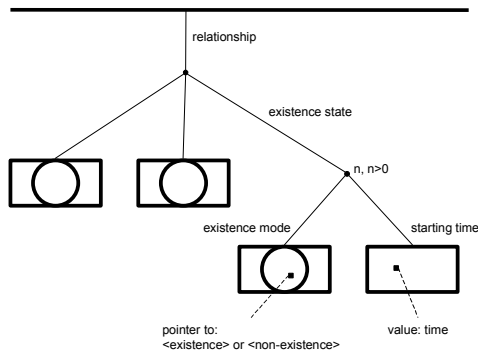 relationship
existence state
n, n>0
existence mode
starting time
pointer to:
<existence> or <non-existence>
value: time